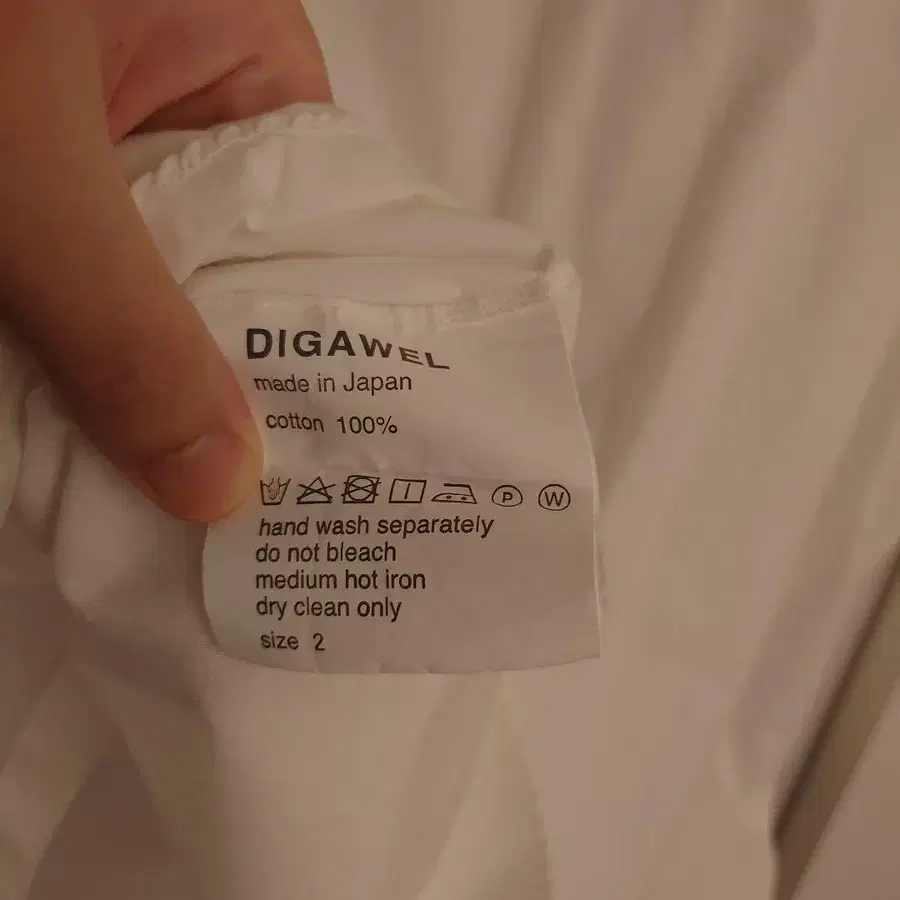 DIGAWEL
made in Japan
cotton 100%
P W
hand wash separately
do not bleach
medium hot iron
dry clean only
size 2